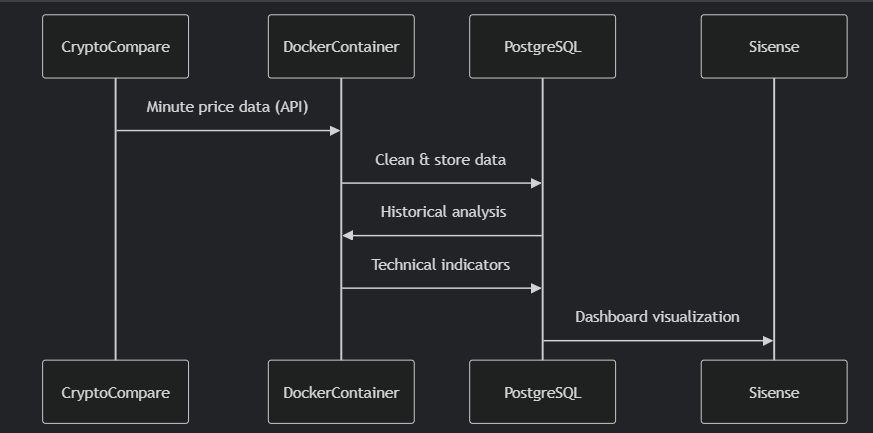 CryptoCompare
DockerContainer
PostgreSQL
Sisense
Minute price data (API)
Clean & store data
Historical analysis
Technical indicators
Dashboard visualization
CryptoCompare
DockerContainer
PostgreSQL
Sisense